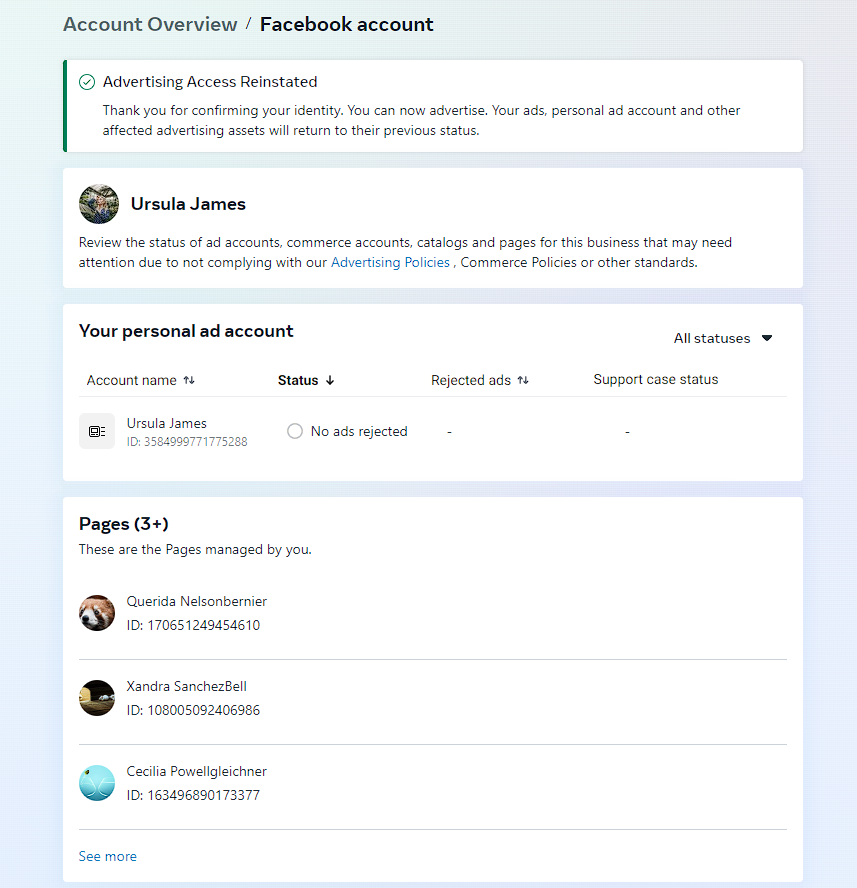 Account Overview / Facebook account
Advertising Access Reinstated
Thank you for confirming your identity. You can now advertise. Your ads, personal ad account and other
affected advertising assets will return to their previous status.
Ursula James
Review the status of ad accounts, commerce accounts, catalogs and pages for this business that may need
attention due to not complying with our Advertising Policies , Commerce Policies or other standards.
Your personal ad account
All statuses
Account name Status Rejected ads Support case status
Ursula James
ID: 3584999771775288
No ads rejected - -
Pages (3+)
These are the Pages managed by you.
Querida Nelsonbernier
ID: 170651249454610
Xandra SanchezBell
ID: 108005092406986
Cecilia Powellgleichner
ID: 163496890173377
See more